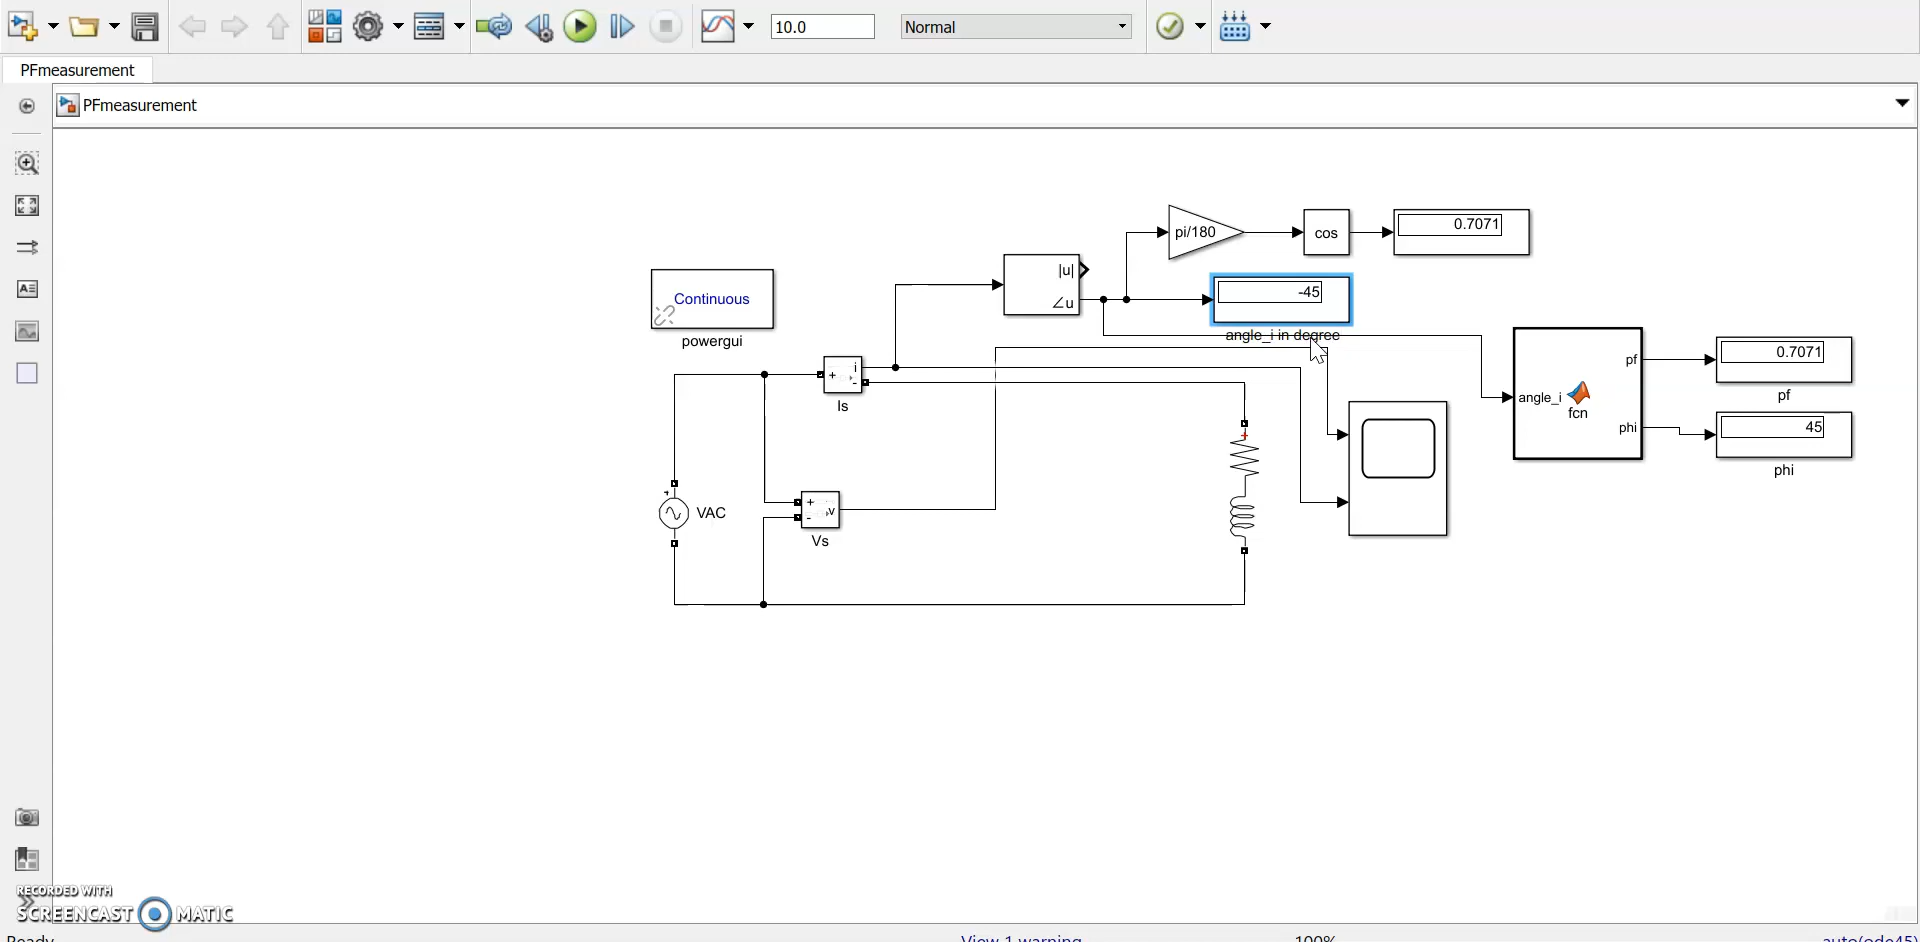 10.0
Normal
PFmeasurement
PFmeasurement
Continuous
powergui
|u|
∠u
pi/180
cos
0.7071
-45
angle_i in degree
i
+
-
Is
VAC
+
-
v
Vs
+
angle_i
fcn
pf
phi
0.7071
pf
45
phi
RECORDED WITH
SCREENCAST MATIC
Ready
View 1 warning
100%
auto(ode45)